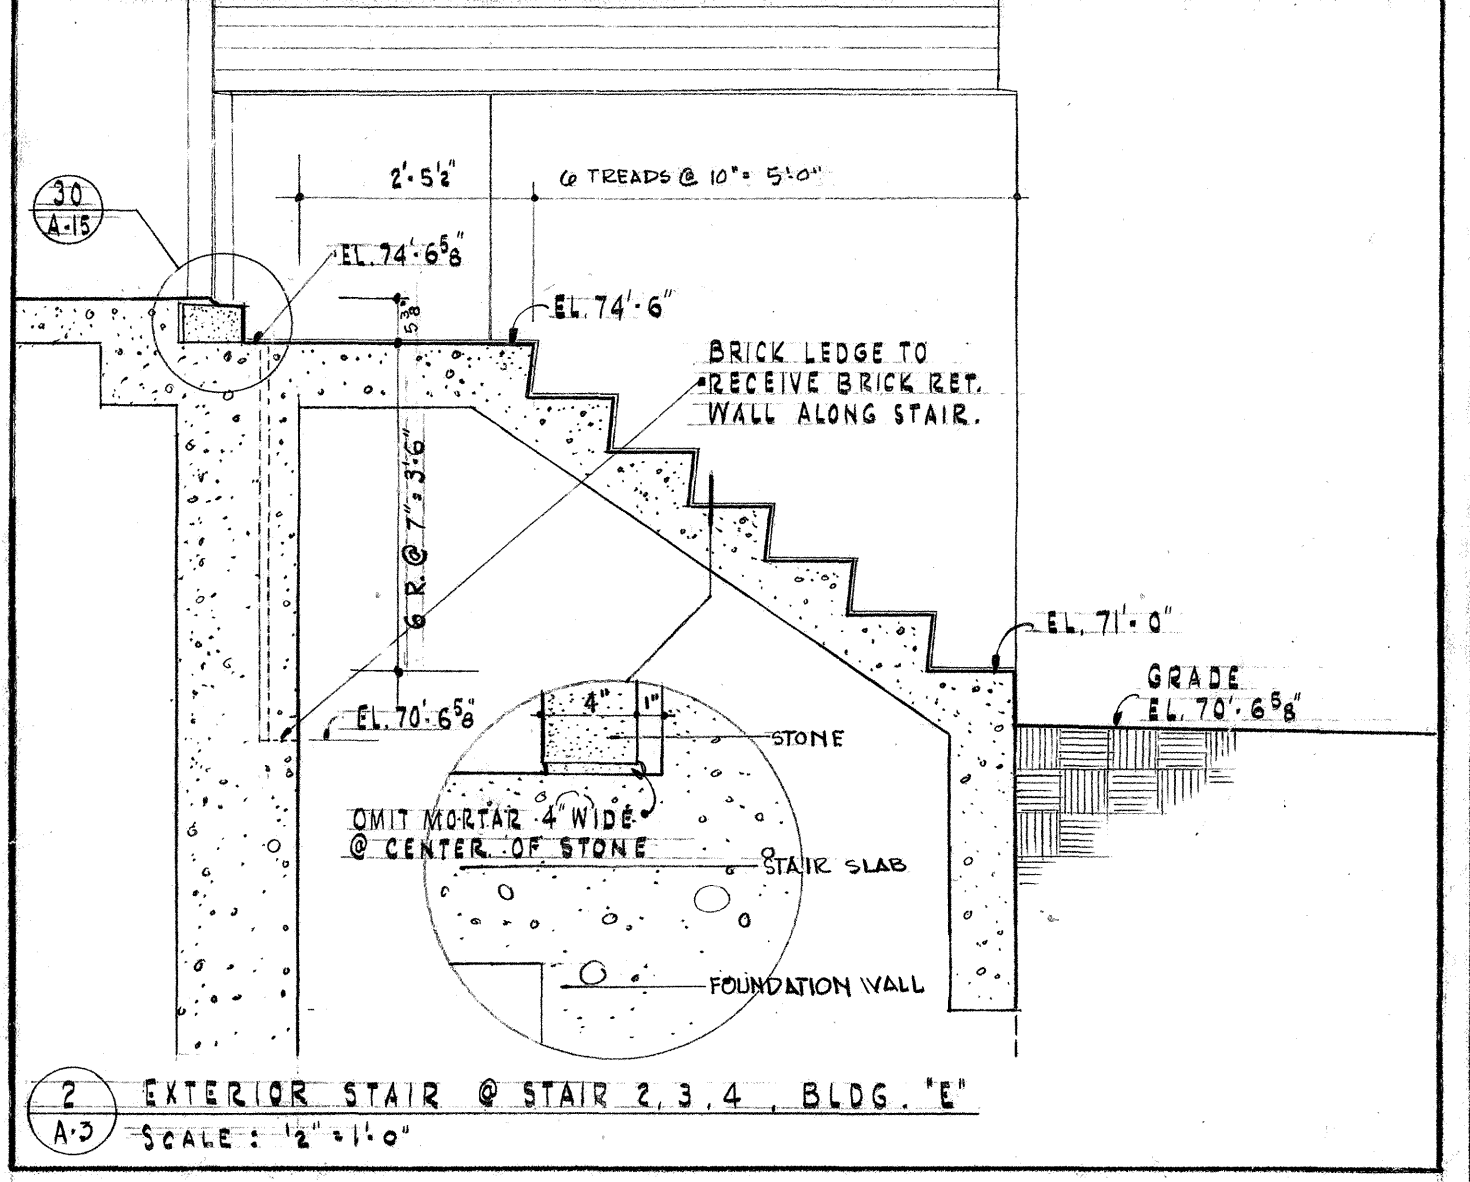 2'-5½" 6 TREADS @ 10" = 5'-0"
30
A-15
EL. 74'-6⅝"
EL. 74'-6"
5⅜"
BRICK LEDGE TO
RECEIVE BRICK RET.
WALL ALONG STAIR.
6 R. @ 7" = 3'-6"
EL. 71'-0"
GRADE
EL. 70'-6⅝"
EL. 70'-6⅝"
4" 1"
STONE
OMIT MORTAR 4" WIDE
@ CENTER OF STONE
STAIR SLAB
FOUNDATION WALL
2
A-3
EXTERIOR STAIR @ STAIR 2,3,4, BLDG. "E"
SCALE: ½" = 1'-0"